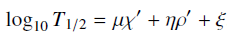 log₁₀ T₁/₂ = μχ′ + ηρ′ + ξ